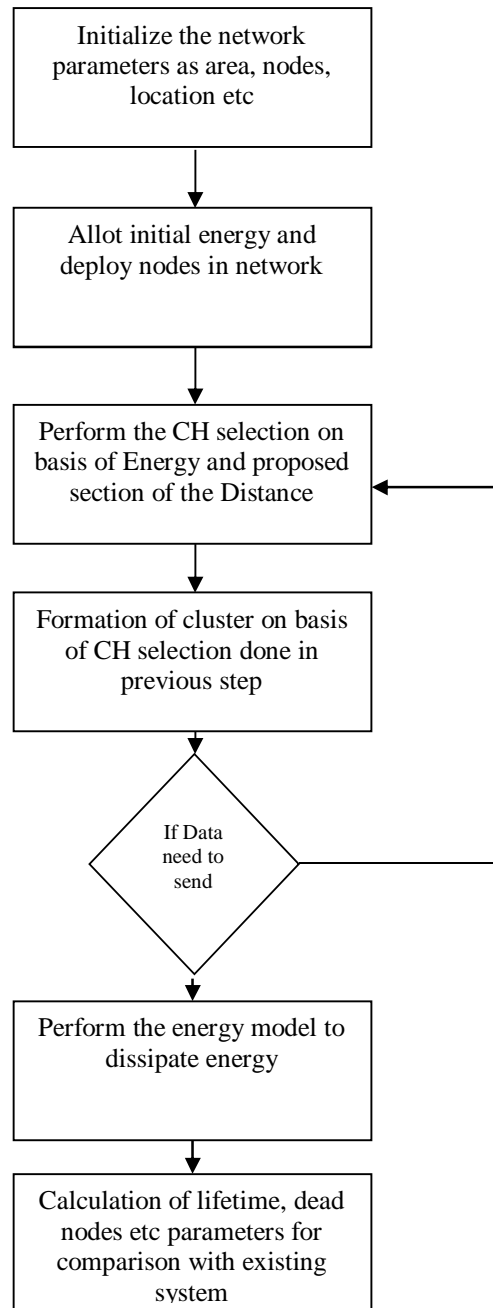 Initialize the network
parameters as area, nodes,
location etc
Allot initial energy and
deploy nodes in network
Perform the CH selection on
basis of Energy and proposed
section of the Distance
Formation of cluster on basis
of CH selection done in
previous step
If Data
need to
send
Perform the energy model to
dissipate energy
Calculation of lifetime, dead
nodes etc parameters for
comparison with existing
system